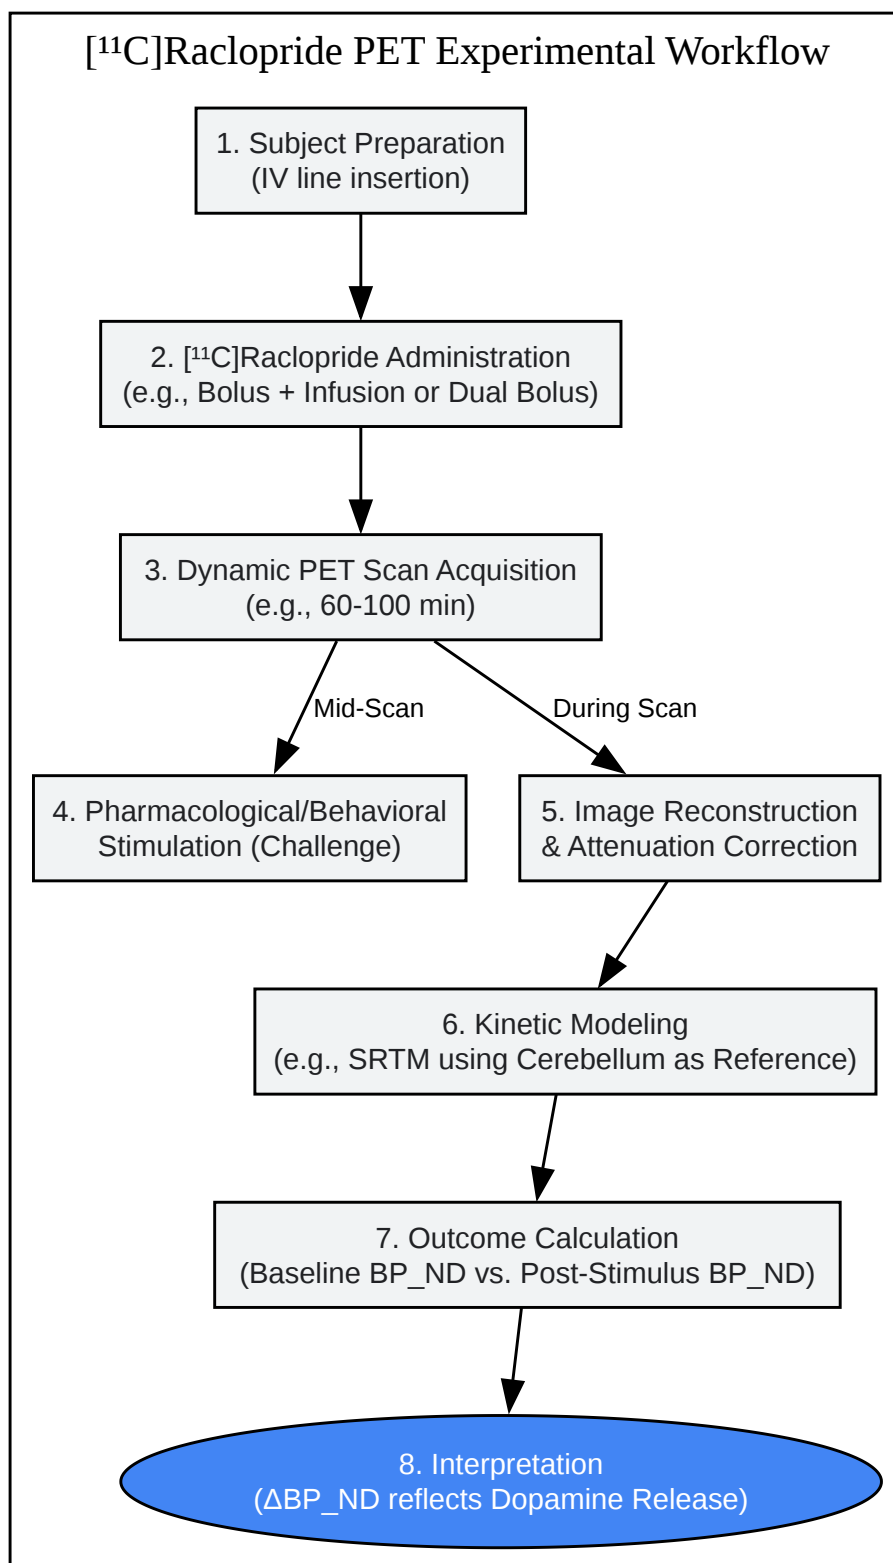 [¹¹C]Raclopride PET Experimental Workflow
1. Subject Preparation
(IV line insertion)
2. [¹¹C]Raclopride Administration
(e.g., Bolus + Infusion or Dual Bolus)
3. Dynamic PET Scan Acquisition
(e.g., 60-100 min)
Mid-Scan
During Scan
4. Pharmacological/Behavioral
Stimulation (Challenge)
5. Image Reconstruction
& Attenuation Correction
6. Kinetic Modeling
(e.g., SRTM using Cerebellum as Reference)
7. Outcome Calculation
(Baseline BP_ND vs. Post-Stimulus BP_ND)
8. Interpretation
(ΔBP_ND reflects Dopamine Release)